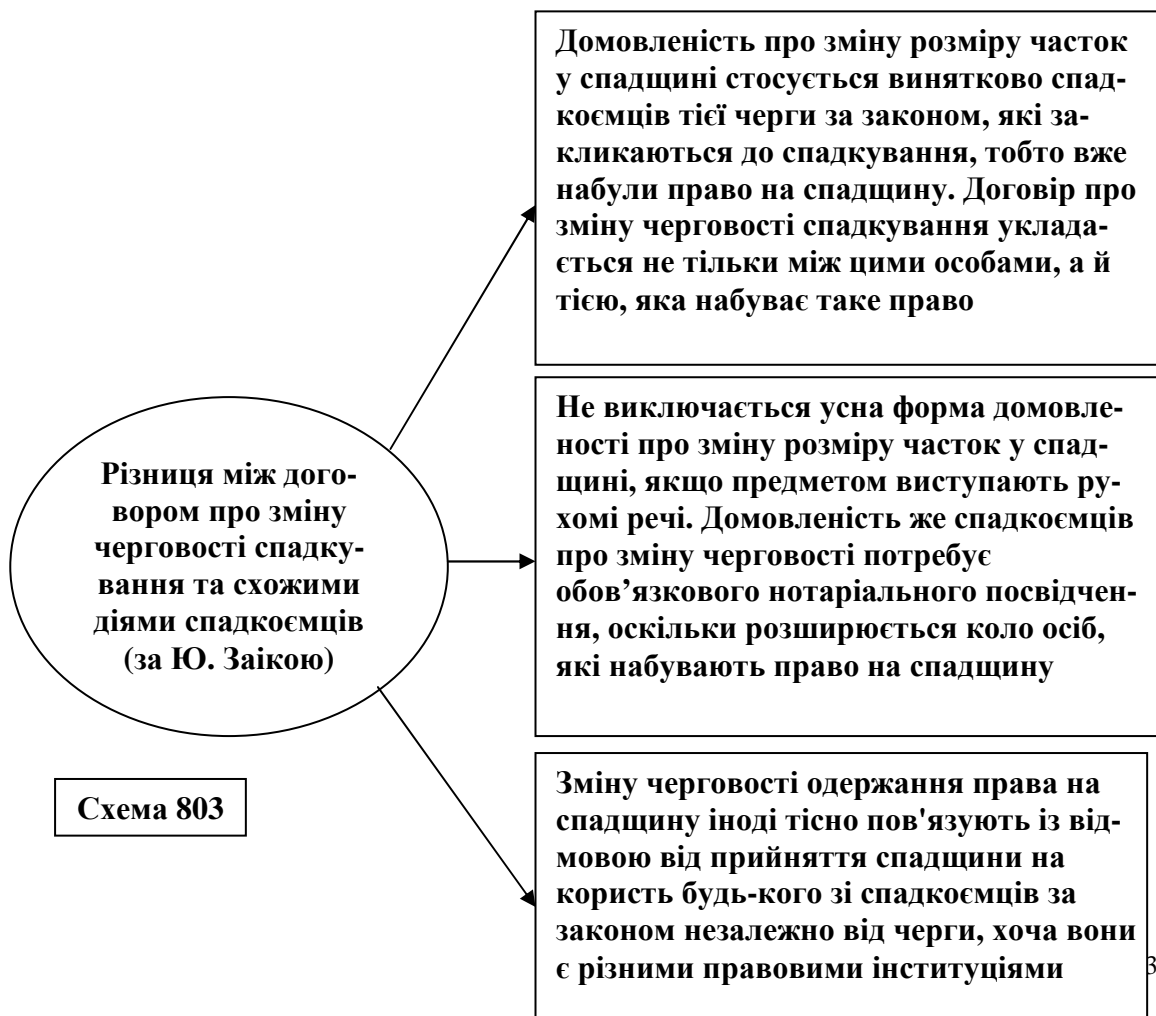 Домовленість про зміну розміру часток
у спадщині стосується винятково спад-
коємців тієї черги за законом, які за-
кликаються до спадкування, тобто вже
набули право на спадщину. Договір про
зміну черговості спадкування уклада-
ється не тільки між цими особами, а й
тією, яка набуває таке право
Різниця між дого-
вором про зміну
черговості спадку-
вання та схожими
діями спадкоємців
(за Ю. Заікою)
Не виключається усна форма домовле-
ності про зміну розміру часток у спад-
щині, якщо предметом виступають ру-
хомі речі. Домовленість же спадкоємців
про зміну черговості потребує
обов’язкового нотаріального посвідчен-
ня, оскільки розширюється коло осіб,
які набувають право на спадщину
Схема 803
Зміну черговості одержання права на
спадщину іноді тісно пов'язують із від-
мовою від прийняття спадщини на
користь будь-кого зі спадкоємців за
законом незалежно від черги, хоча вони
є різними правовими інституціями
3